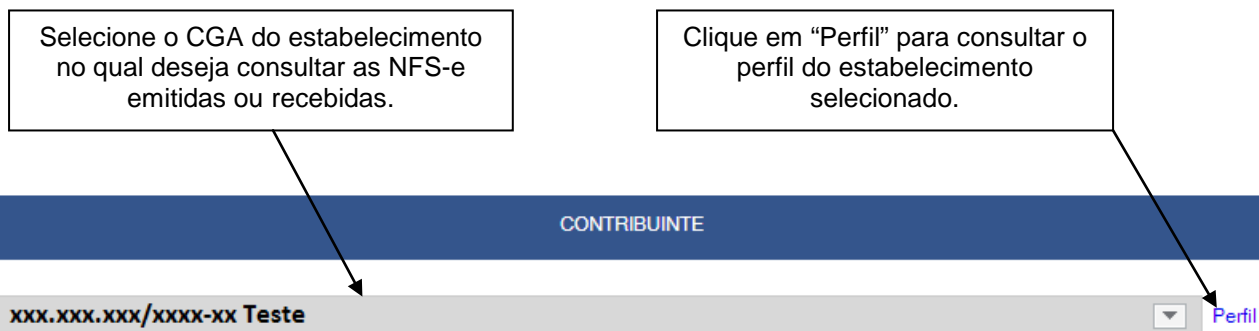 Selecione o CGA do estabelecimento
no qual deseja consultar as NFS-e
emitidas ou recebidas.
Clique em “Perfil” para consultar o
perfil do estabelecimento
selecionado.
CONTRIBUINTE
xxx.xxx.xxx/xxxx-xx Teste
Perfil